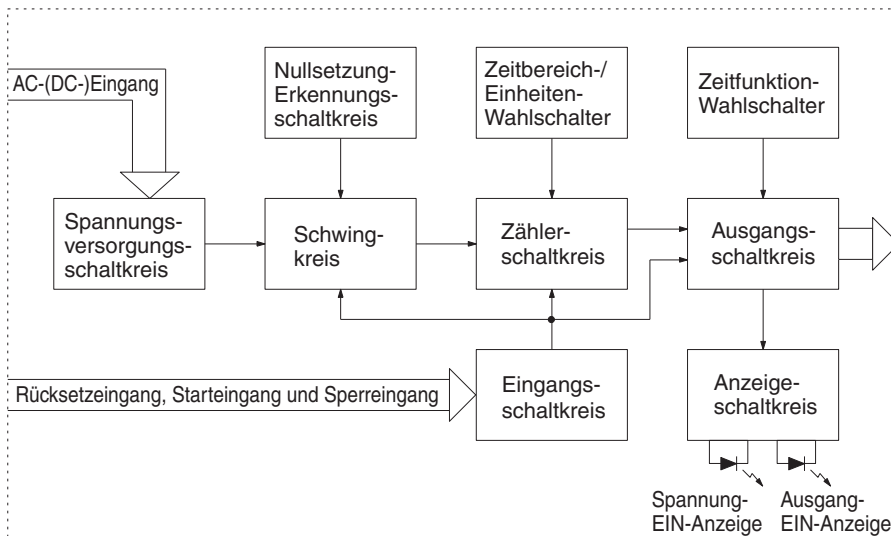 AC-(DC-)Eingang
Nullsetzung-
Erkennungs-
schaltkreis
Zeitbereich-/
Einheiten-
Wahlschalter
Zeitfunktion-
Wahlschalter
Spannungs-
versorgungs-
schaltkreis
Schwing-
kreis
Zähler-
schaltkreis
Ausgangs-
schaltkreis
Rücksetzeingang, Starteingang und Sperreingang
Eingangs-
schaltkreis
Anzeige-
schaltkreis
Spannung-
EIN-Anzeige
Ausgang-
EIN-Anzeige